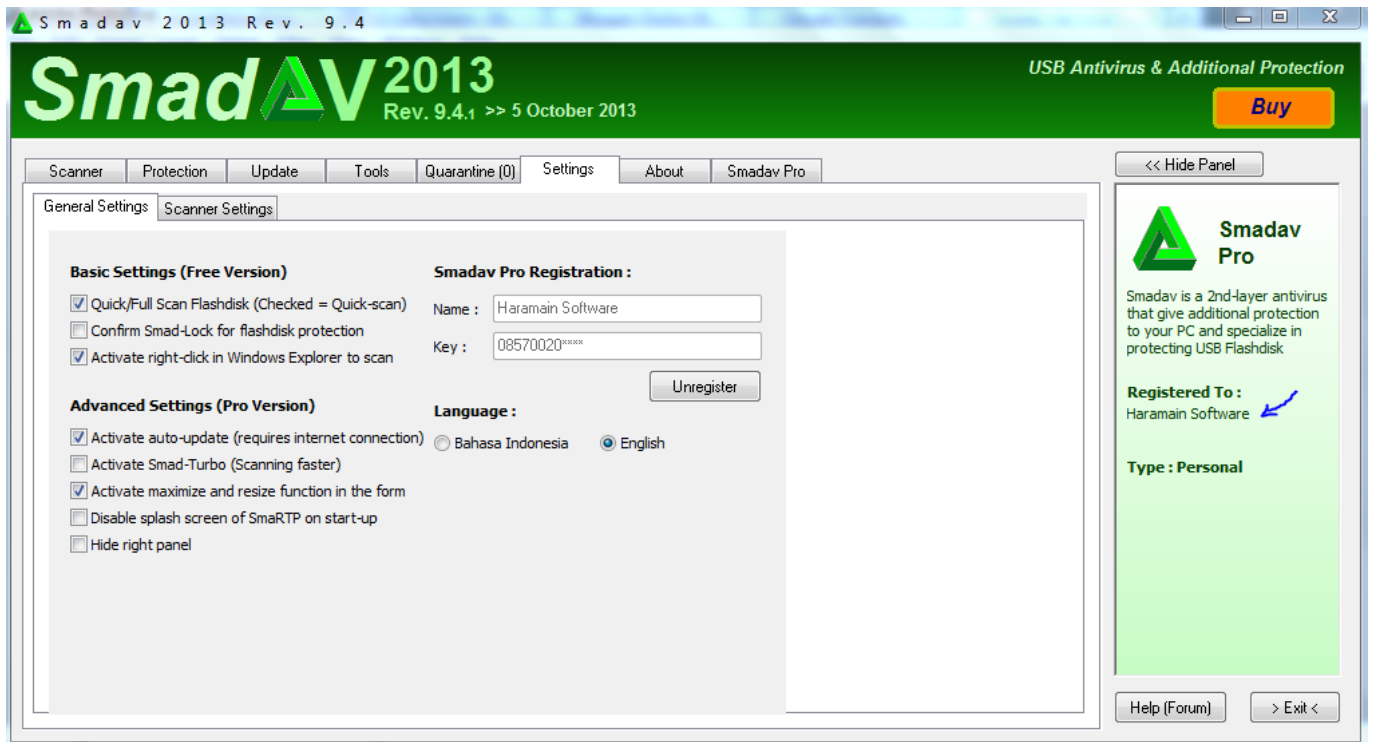 Smadav 2013 Rev. 9.4
SmadAV 2013
Rev. 9.4.1 >> 5 October 2013
USB Antivirus & Additional Protection
Buy
Scanner Protection Update Tools Quarantine (0) Settings About Smadav Pro
<< Hide Panel
General Settings Scanner Settings
Basic Settings (Free Version)
Quick/Full Scan Flashdisk (Checked = Quick-scan)
Confirm Smad-Lock for flashdisk protection
Activate right-click in Windows Explorer to scan
Advanced Settings (Pro Version)
Activate auto-update (requires internet connection)
Activate Smad-Turbo (Scanning faster)
Activate maximize and resize function in the form
Disable splash screen of SmaRTP on start-up
Hide right panel
Smadav Pro Registration :
Name : Haramain Software
Key : 08570020****
Unregister
Language :
Bahasa Indonesia English
Smadav
Pro
Smadav is a 2nd-layer antivirus
that give additional protection
to your PC and specialize in
protecting USB Flashdisk
Registered To :
Haramain Software
Type : Personal
Help (Forum) > Exit <